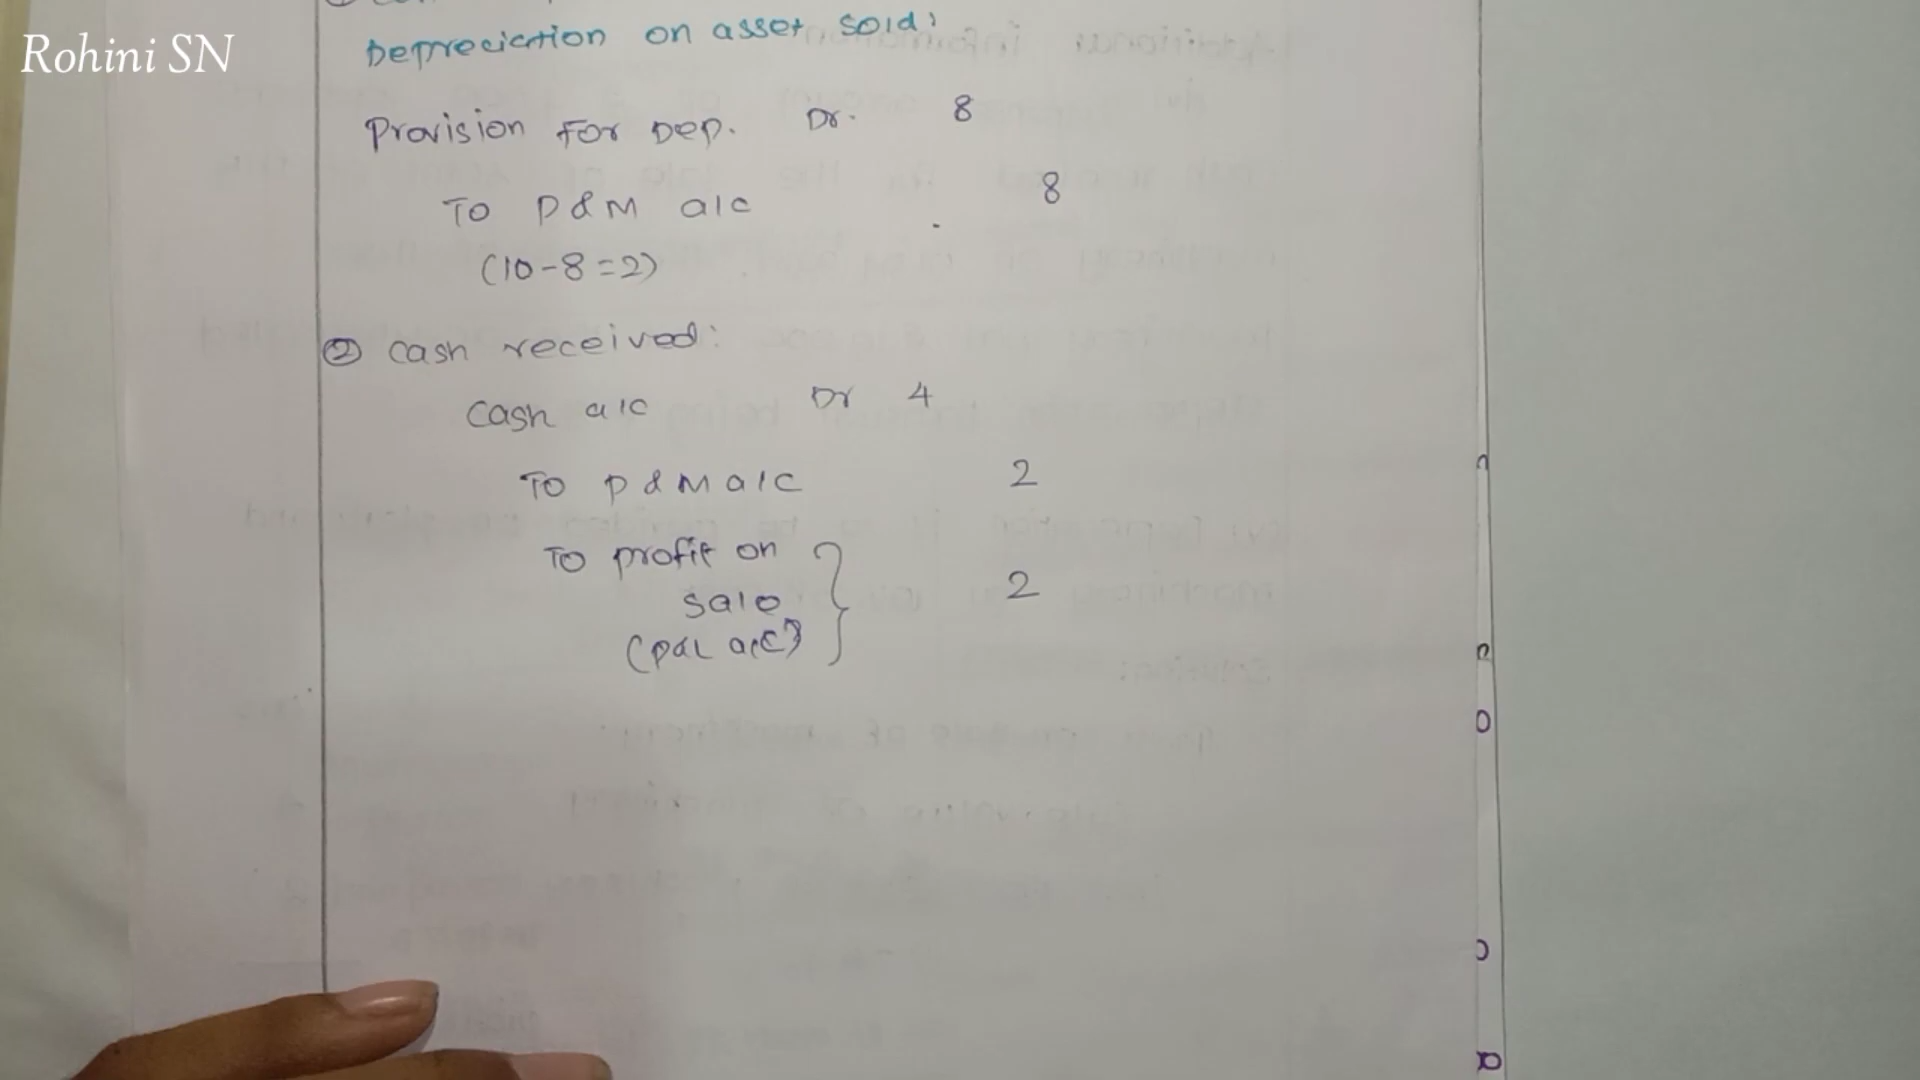 Rohini SN
Depreciation on asset sold:
Provision For Dep. Dr. 8
To P&M a/c 8
(10-8=2)
② cash received:
Cash a/c Dr 4
To P&M a/c 2
To profit on
sale 2
(P&L a/c)